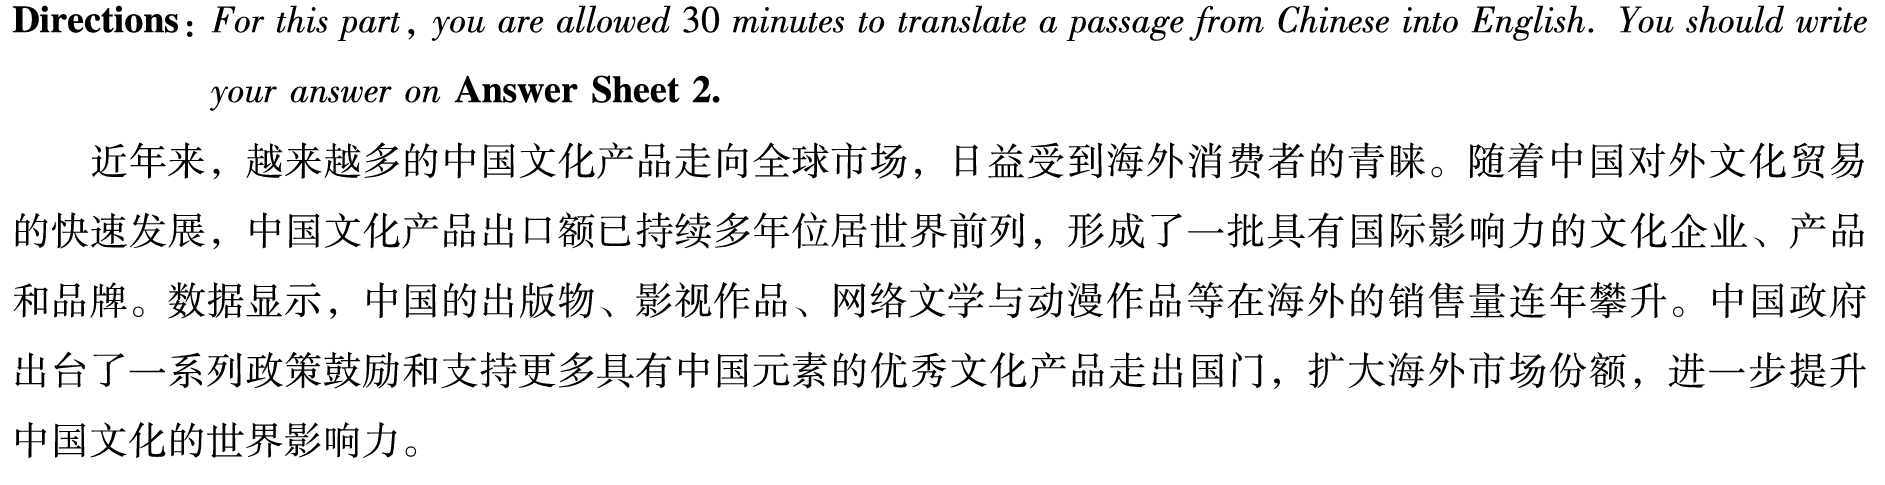 Directions: For this part, you are allowed 30 minutes to translate a passage from Chinese into English. You should write
your answer on Answer Sheet 2.
近年来，越来越多的中国文化产品走向全球市场，日益受到海外消费者的青睐。随着中国对外文化贸易
的快速发展，中国文化产品出口额已持续多年位居世界前列，形成了一批具有国际影响力的文化企业、产品
和品牌。数据显示，中国的出版物、影视作品、网络文学与动漫作品等在海外的销售量连年攀升。中国政府
出台了一系列政策鼓励和支持更多具有中国元素的优秀文化产品走出国门，扩大海外市场份额，进一步提升
中国文化的世界影响力。